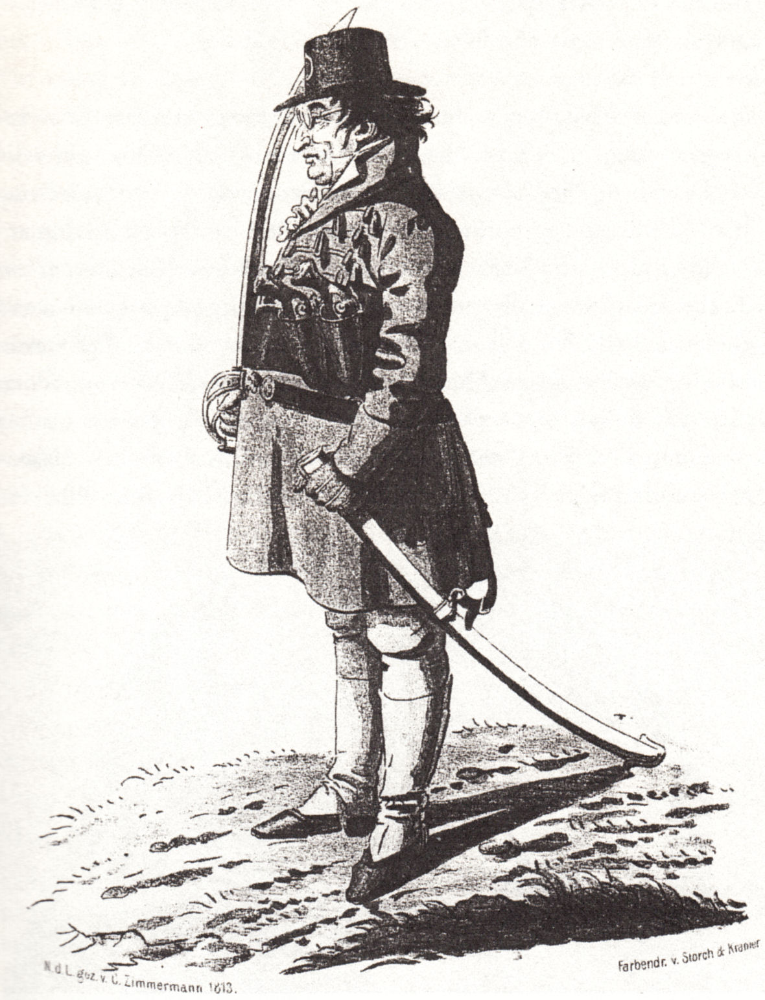 N. d. L. gez. v. C. Zimmermann 1813.
Farbendr. v. Storch & Kramer